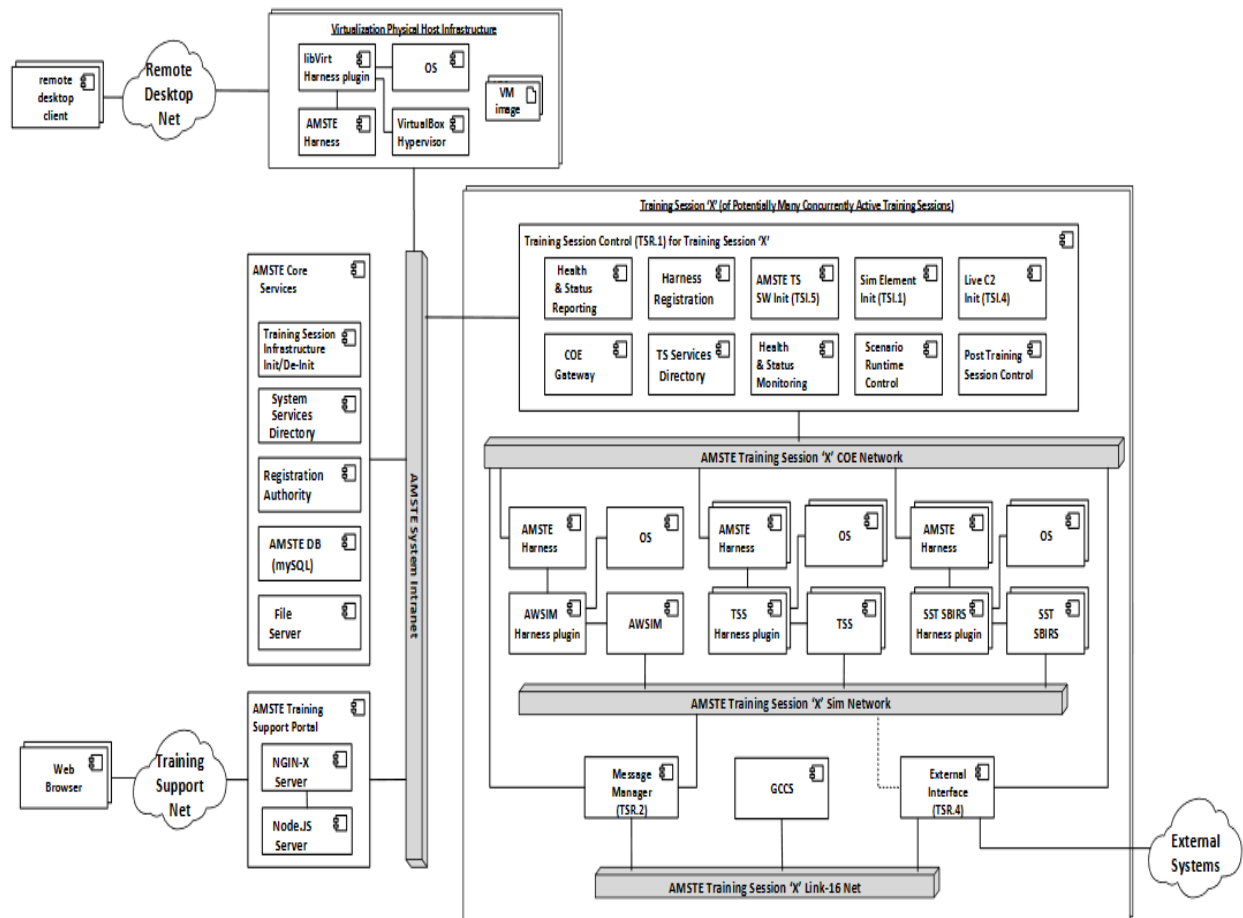 Virtualization Physical Host Infrastructure
libVirt
Harness plugin
OS
VM
image
AMSTE
Harness
VirtualBox
Hypervisor
remote
desktop
client
Remote
Desktop
Net
Training Session 'X' (of Potentially Many Concurrently Active Training Sessions)
Training Session Control (TSR.1) for Training Session 'X'
Health
& Status
Reporting
Harness
Registration
AMSTE TS
SW Init (TSI.5)
Sim Element
Init (TSI.1)
Live C2
Init (TSI.4)
COE
Gateway
TS Services
Directory
Health
& Status
Monitoring
Scenario
Runtime
Control
Post Training
Session Control
AMSTE Core
Services
Training Session
Infrastructure
Init/De-Init
System
Services
Directory
Registration
Authority
AMSTE DB
(mySQL)
File
Server
AMSTE System Intranet
AMSTE Training Session 'X' COE Network
AMSTE
Harness
OS
AMSTE
Harness
OS
AMSTE
Harness
OS
AWSIM
Harness plugin
AWSIM
TSS
Harness plugin
TSS
SST SBIRS
Harness plugin
SST
SBIRS
AMSTE Training Session 'X' Sim Network
AMSTE Training
Support Portal
NGIN-X
Server
Node.JS
Server
Web
Browser
Training
Support
Net
Message
Manager
(TSR.2)
GCCS
External
Interface
(TSR.4)
External
Systems
AMSTE Training Session 'X' Link-16 Net